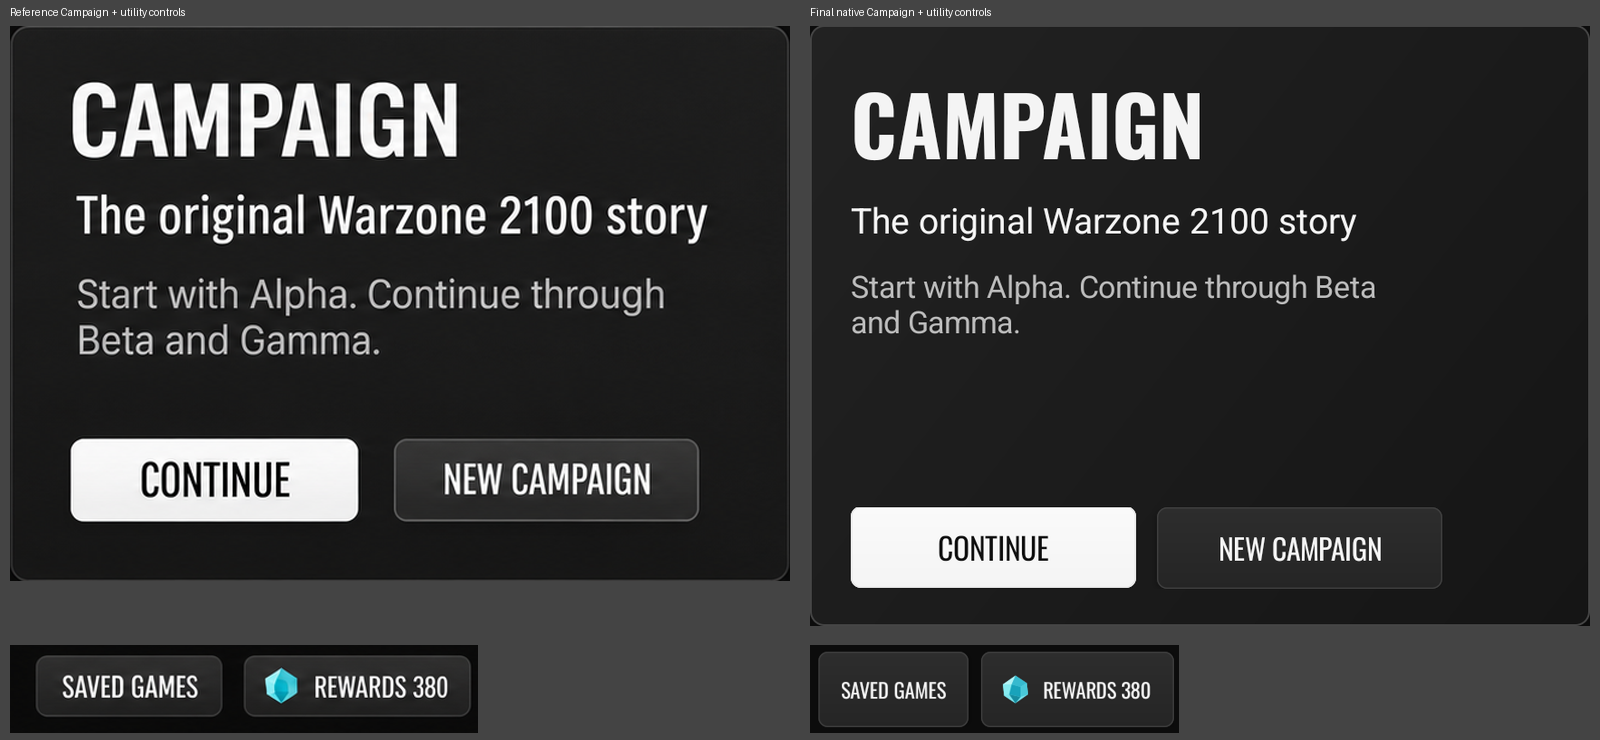 Reference Campaign + utility controls
CAMPAIGN
The original Warzone 2100 story
Start with Alpha. Continue through
Beta and Gamma.
CONTINUE
NEW CAMPAIGN
SAVED GAMES
REWARDS 380
Final native Campaign + utility controls
CAMPAIGN
The original Warzone 2100 story
Start with Alpha. Continue through Beta
and Gamma.
CONTINUE
NEW CAMPAIGN
SAVED GAMES
REWARDS 380